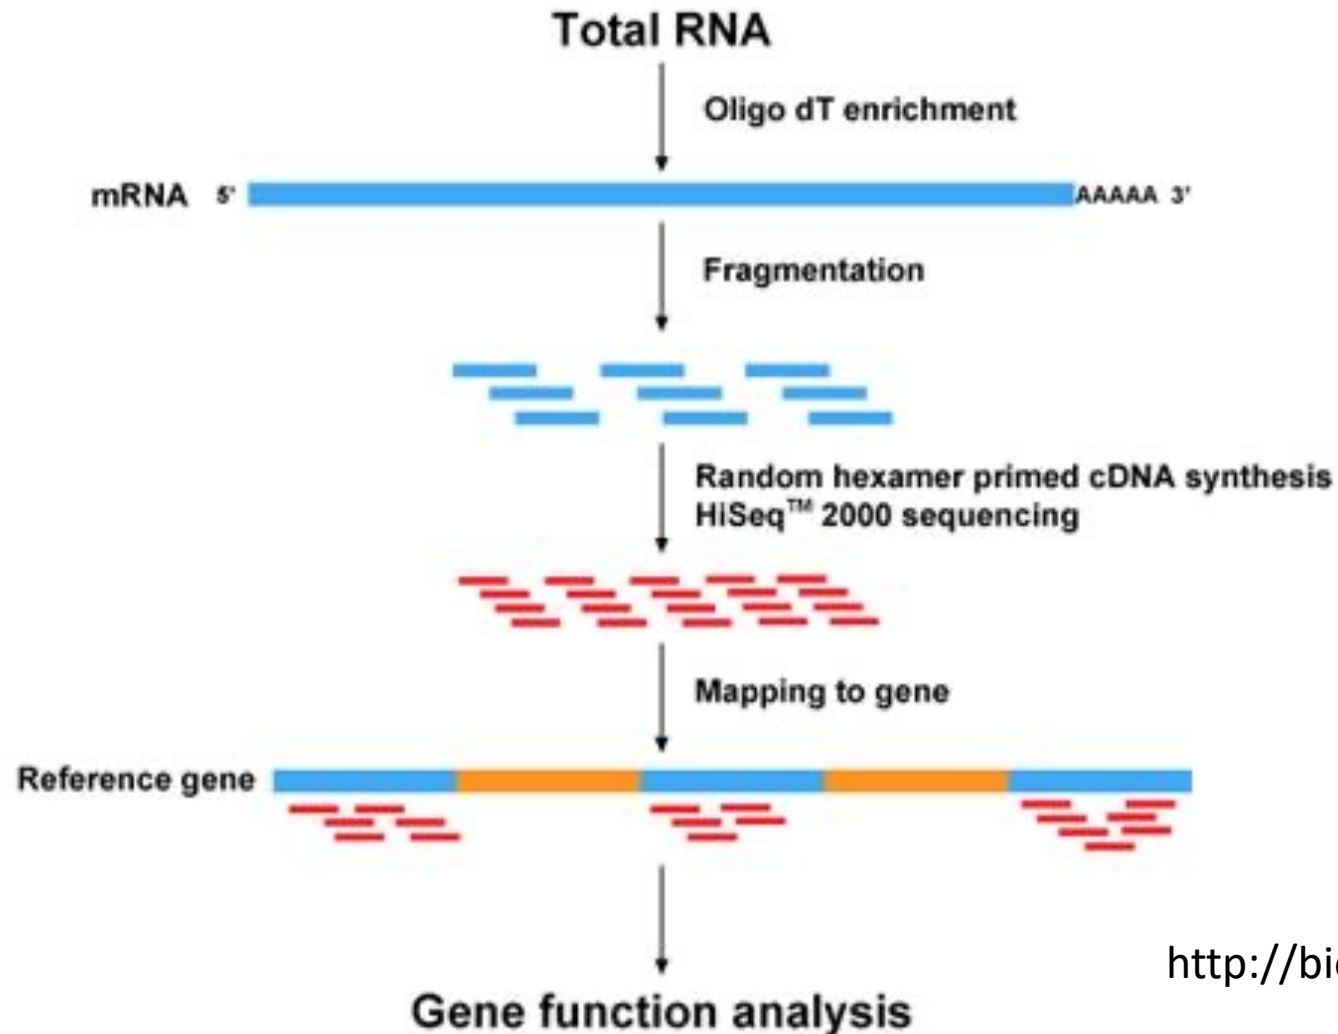 Total RNA
Oligo dT enrichment
mRNA 5' AAAAA 3'
Fragmentation
Random hexamer primed cDNA synthesis
HiSeq™ 2000 sequencing
Mapping to gene
Reference gene
http://bi
Gene function analysis